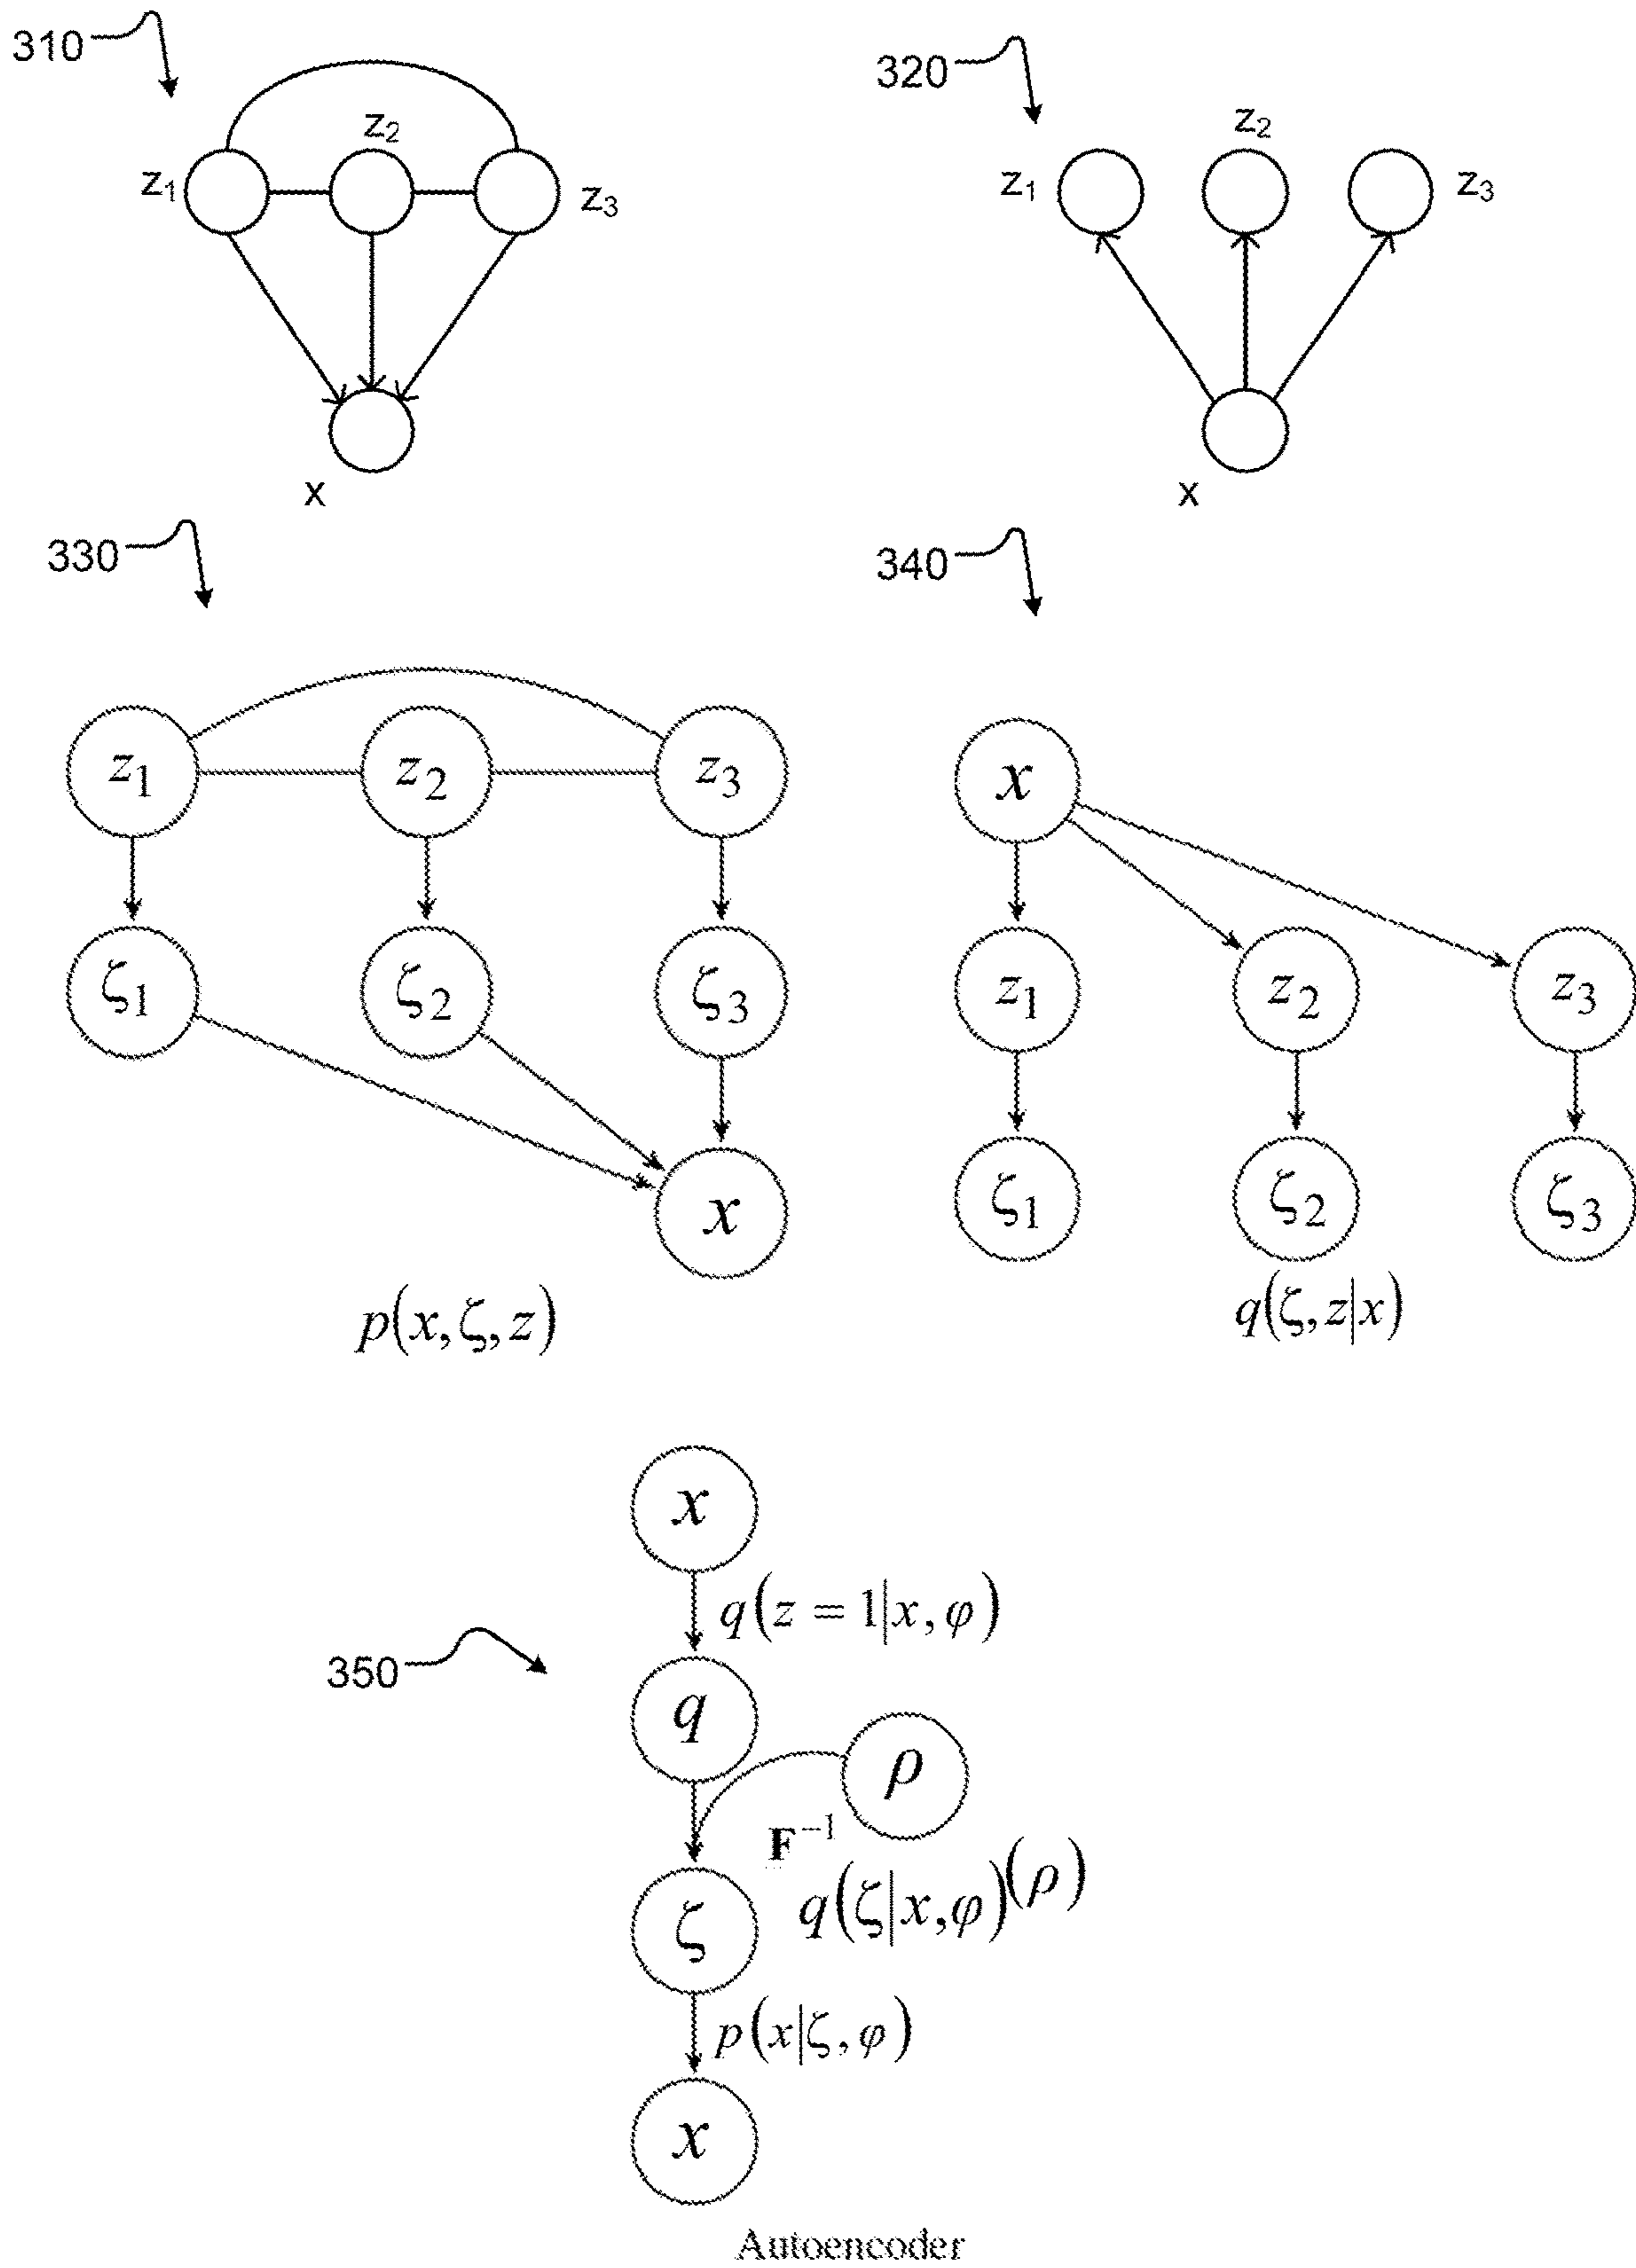 310
z₂
z₁
z₃
x
320
z₂
z₁
z₃
x
330
z₁
z₂
z₃
ζ₁
ζ₂
ζ₃
x
p(x,ζ,z)
340
x
z₁
z₂
z₃
ζ₁
ζ₂
ζ₃
q(ζ,z|x)
350
x
q(z = 1|x,φ)
q
ρ
F⁻¹
q(ζ|x,φ)(ρ)
ζ
p(x|ζ,φ)
x
Autoencoder